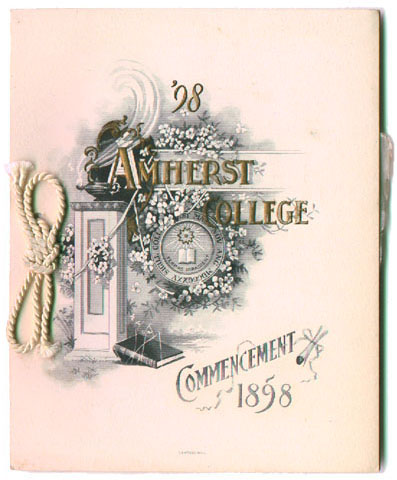 '98
AMHERST
COLLEGE
COMMENCEMENT
1898